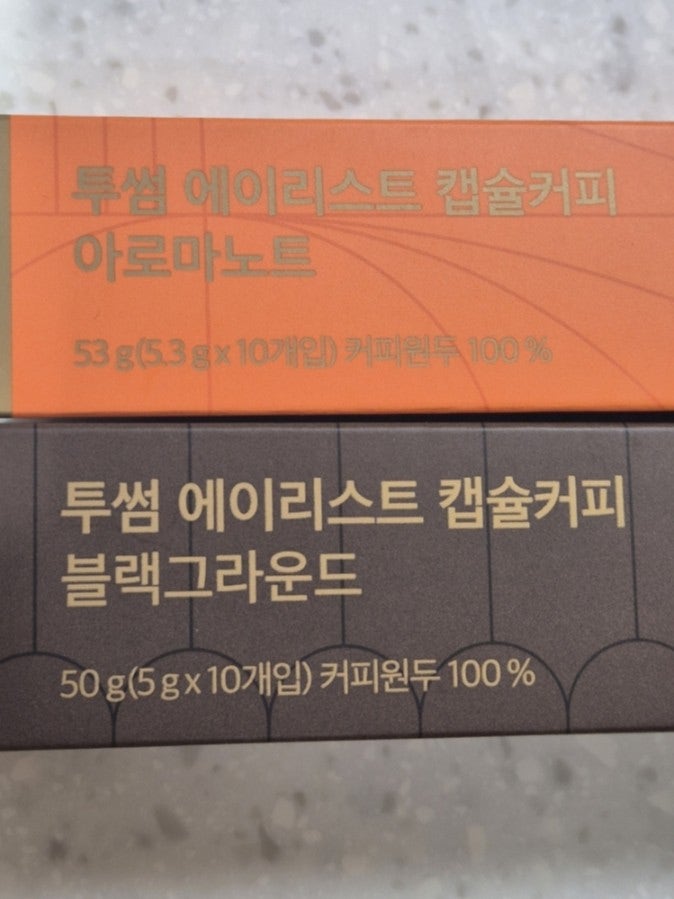 투썸 에이리스트 캡슐커피
아로마노트
53 g(5.3 g x 10개입) 커피원두 100 %
투썸 에이리스트 캡슐커피
블랙그라운드
50 g(5 g x 10개입) 커피원두 100 %